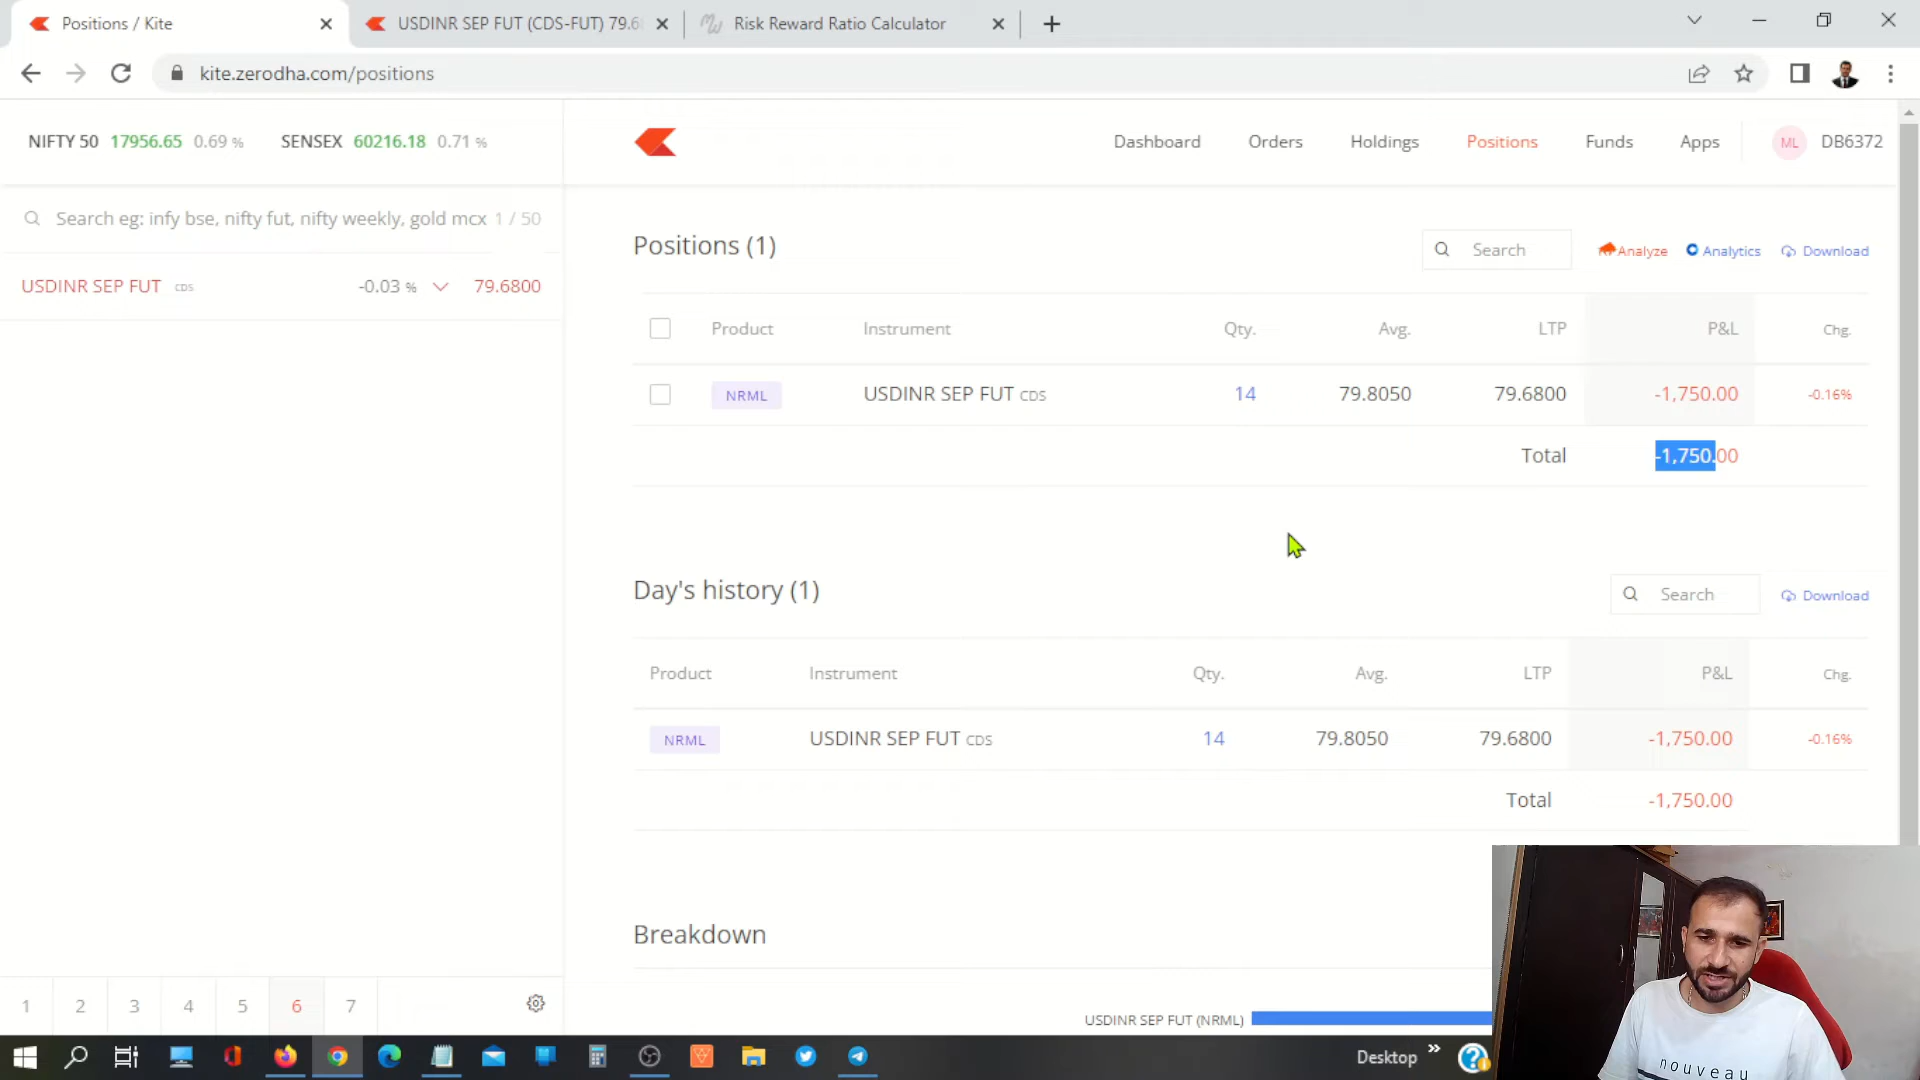 Positions / Kite
USDINR SEP FUT (CDS-FUT) 79.6
Risk Reward Ratio Calculator
kite.zerodha.com/positions
NIFTY 50 17956.65 0.69 %
SENSEX 60216.18 0.71 %
Dashboard
Orders
Holdings
Positions
Funds
Apps
ML
DB6372
Search eg: infy bse, nifty fut, nifty weekly, gold mcx 1 / 50
USDINR SEP FUT CDS -0.03 % 79.6800
Positions (1)
Search
Analyze
Analytics
Download
Product Instrument Qty. Avg. LTP P&L Chg.
NRML USDINR SEP FUT CDS 14 79.8050 79.6800 -1,750.00 -0.16%
Total -1,750.00
Day's history (1)
Search
Download
Product Instrument Qty. Avg. LTP P&L Chg.
NRML USDINR SEP FUT CDS 14 79.8050 79.6800 -1,750.00 -0.16%
Total -1,750.00
Breakdown
USDINR SEP FUT (NRML)
1 2 3 4 5 6 7
Desktop
nouveau